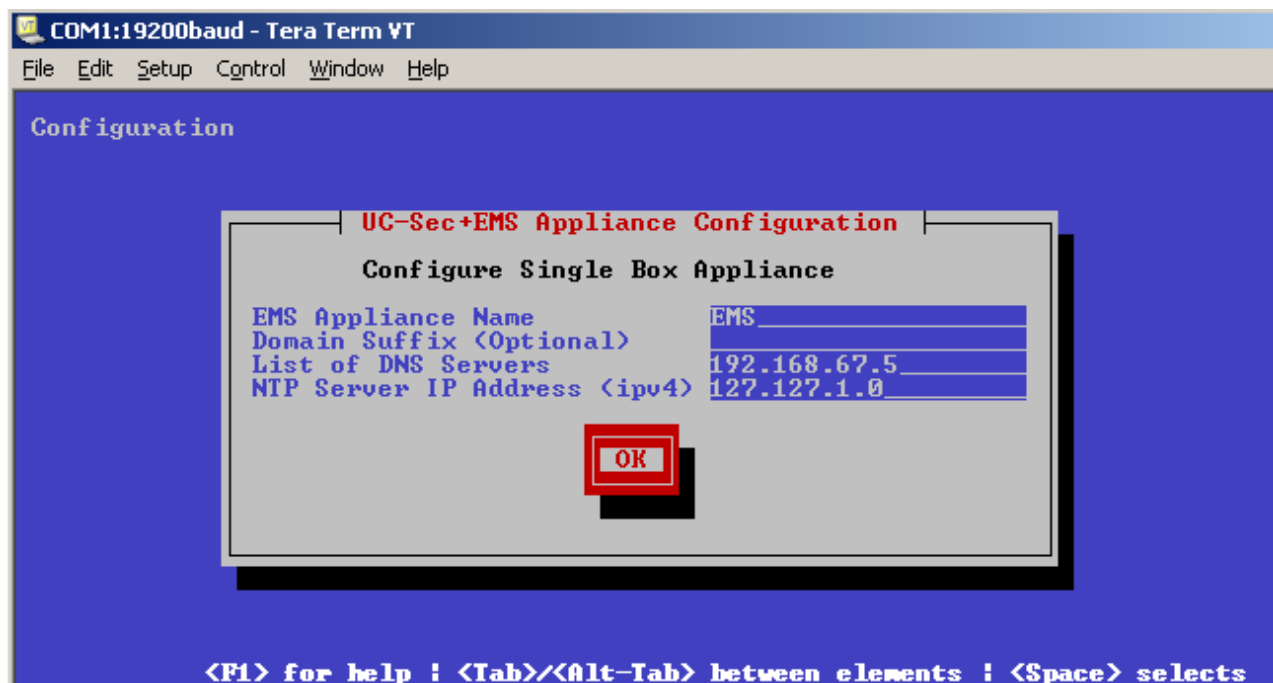 COM1:19200baud - Tera Term VT
File Edit Setup Control Window Help
Configuration
UC-Sec+EMS Appliance Configuration
Configure Single Box Appliance
EMS Appliance Name EMS
Domain Suffix (Optional)
List of DNS Servers 192.168.67.5
NTP Server IP Address (ipv4) 127.127.1.0
OK
<F1> for help | <Tab>/<Alt-Tab> between elements | <Space> selects